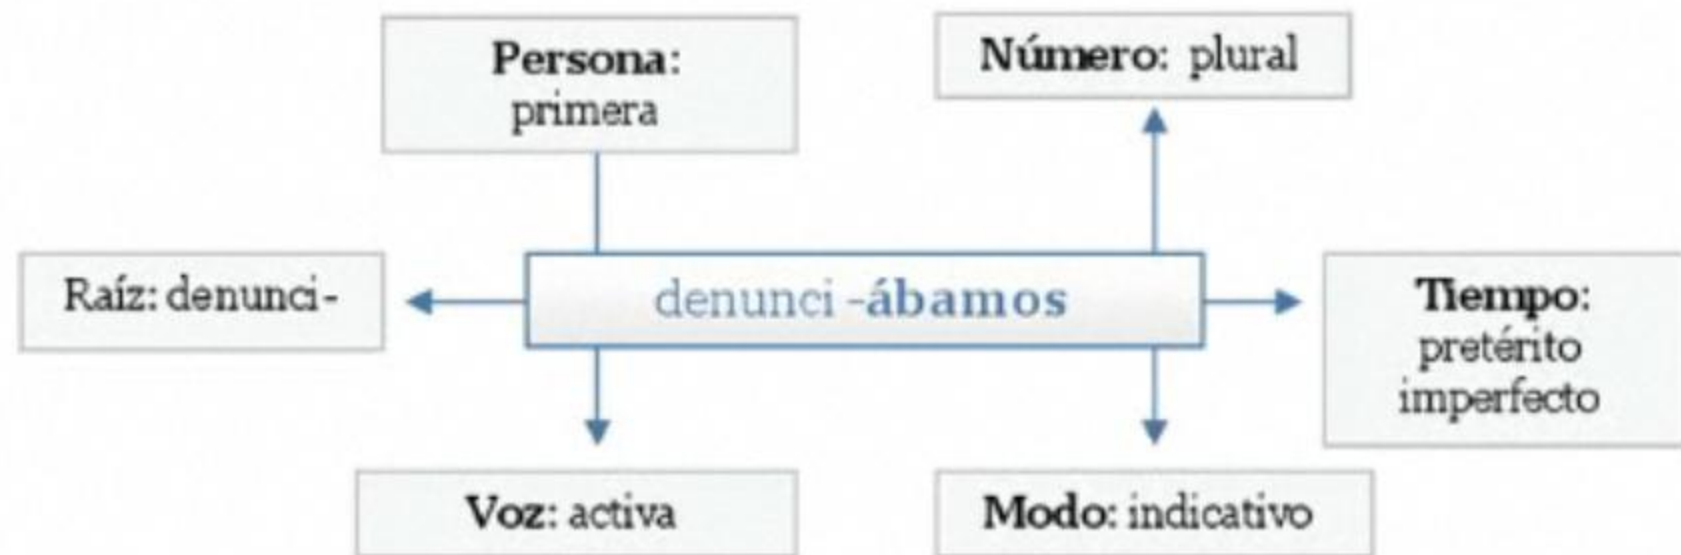 Persona:
primera
Número: plural
Raíz: denunci-
denunci -ábamos
Tiempo:
pretérito
imperfecto
Voz: activa
Modo: indicativo